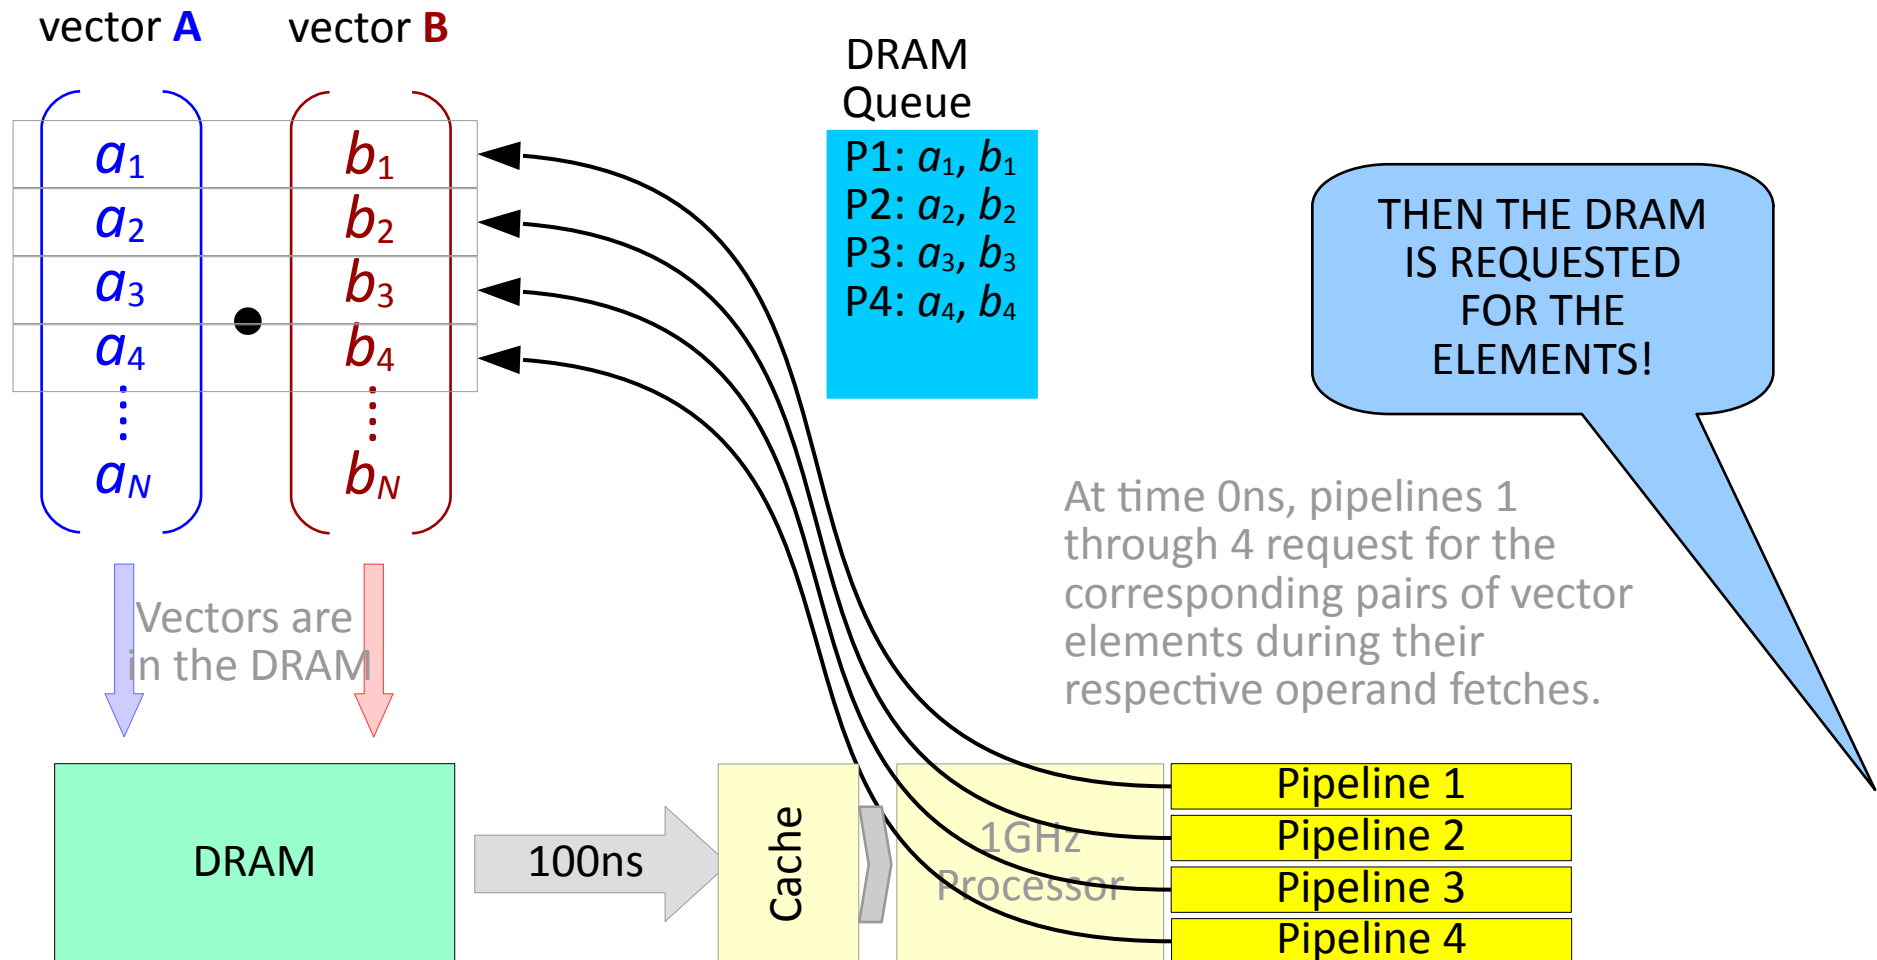 vector A
vector B
a1
b1
a2
b2
a3
b3
a4
b4
aN
bN
DRAM
Queue
P1: a1, b1
P2: a2, b2
P3: a3, b3
P4: a4, b4
THEN THE DRAM
IS REQUESTED
FOR THE
ELEMENTS!
At time 0ns, pipelines 1
through 4 request for the
corresponding pairs of vector
elements during their
respective operand fetches.
Vectors are
in the DRAM
DRAM
100ns
Cache
1GHz
Processor
Pipeline 1
Pipeline 2
Pipeline 3
Pipeline 4